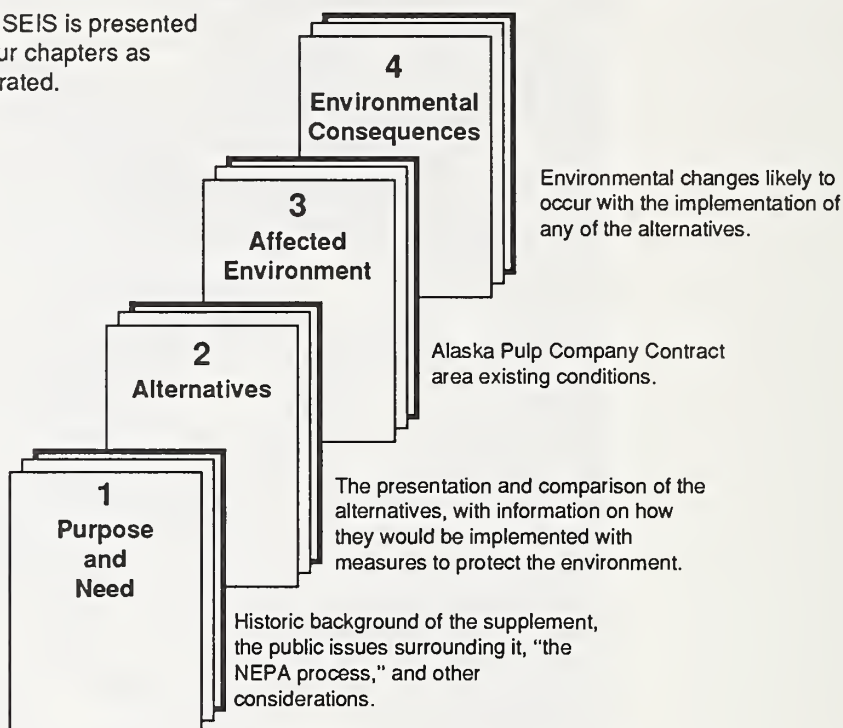 SEIS is presented
ur chapters as
rated.
4
Environmental
Consequences
Environmental changes likely to
occur with the implementation of
any of the alternatives.
3
Affected
Environment
Alaska Pulp Company Contract
area existing conditions.
2
Alternatives
The presentation and comparison of the
alternatives, with information on how
they would be implemented with
measures to protect the environment.
1
Purpose
and
Need
Historic background of the supplement,
the public issues surrounding it, “the
NEPA process,” and other
considerations.